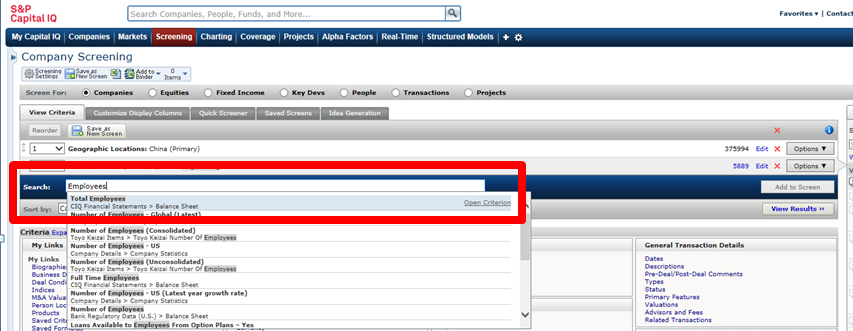 S&P
Capital IQ
Search Companies, People, Funds, and More...
Favorites ▾ | Contact
My Capital IQ Companies Markets Screening Charting Coverage Projects Alpha Factors Real-Time Structured Models
Company Screening
Screening Settings Save as New Screen Add to Binder 0 Items
Screen For: Companies Equities Fixed Income Key Devs People Transactions Projects
View Criteria Customize Display Columns Quick Screener Saved Screens Idea Generation
Reorder Save as New Screen
1 Geographic Locations: China (Primary) 375994 Edit Options ▼
5889 Edit Options ▼
Search: Employees Add to Screen
Total Employees
CIQ Financial Statements > Balance Sheet Open Criterion
Sort by: Co View Results ››
Number of Employees - Global (Latest)
Criteria Expa
Number of Employees (Consolidated)
Toyo Keizai Items > Toyo Keizai Number Of Employees
Number of Employees - US
Company Details > Company Statistics
Number of Employees (Unconsolidated)
Toyo Keizai Items > Toyo Keizai Number Of Employees
Full Time Employees
CIQ Financial Statements > Balance Sheet
Number of Employees - US (Latest year growth rate)
Company Details > Company Statistics
Number of Employees
Bank Regulatory Data (U.S.) > Balance Sheet
Loans Available to Employees From Option Plans – Yes
My Links
My Links
Biographie
Business D
Deal Condi
Indices
M&A Valua
Person Loc
Products
Saved Crite
Saved Formulas
General Transaction Details
Dates
Descriptions
Pre-Deal/Post-Deal Comments
Types
Status
Primary Features
Valuations
Advisors and Fees
Related Transactions